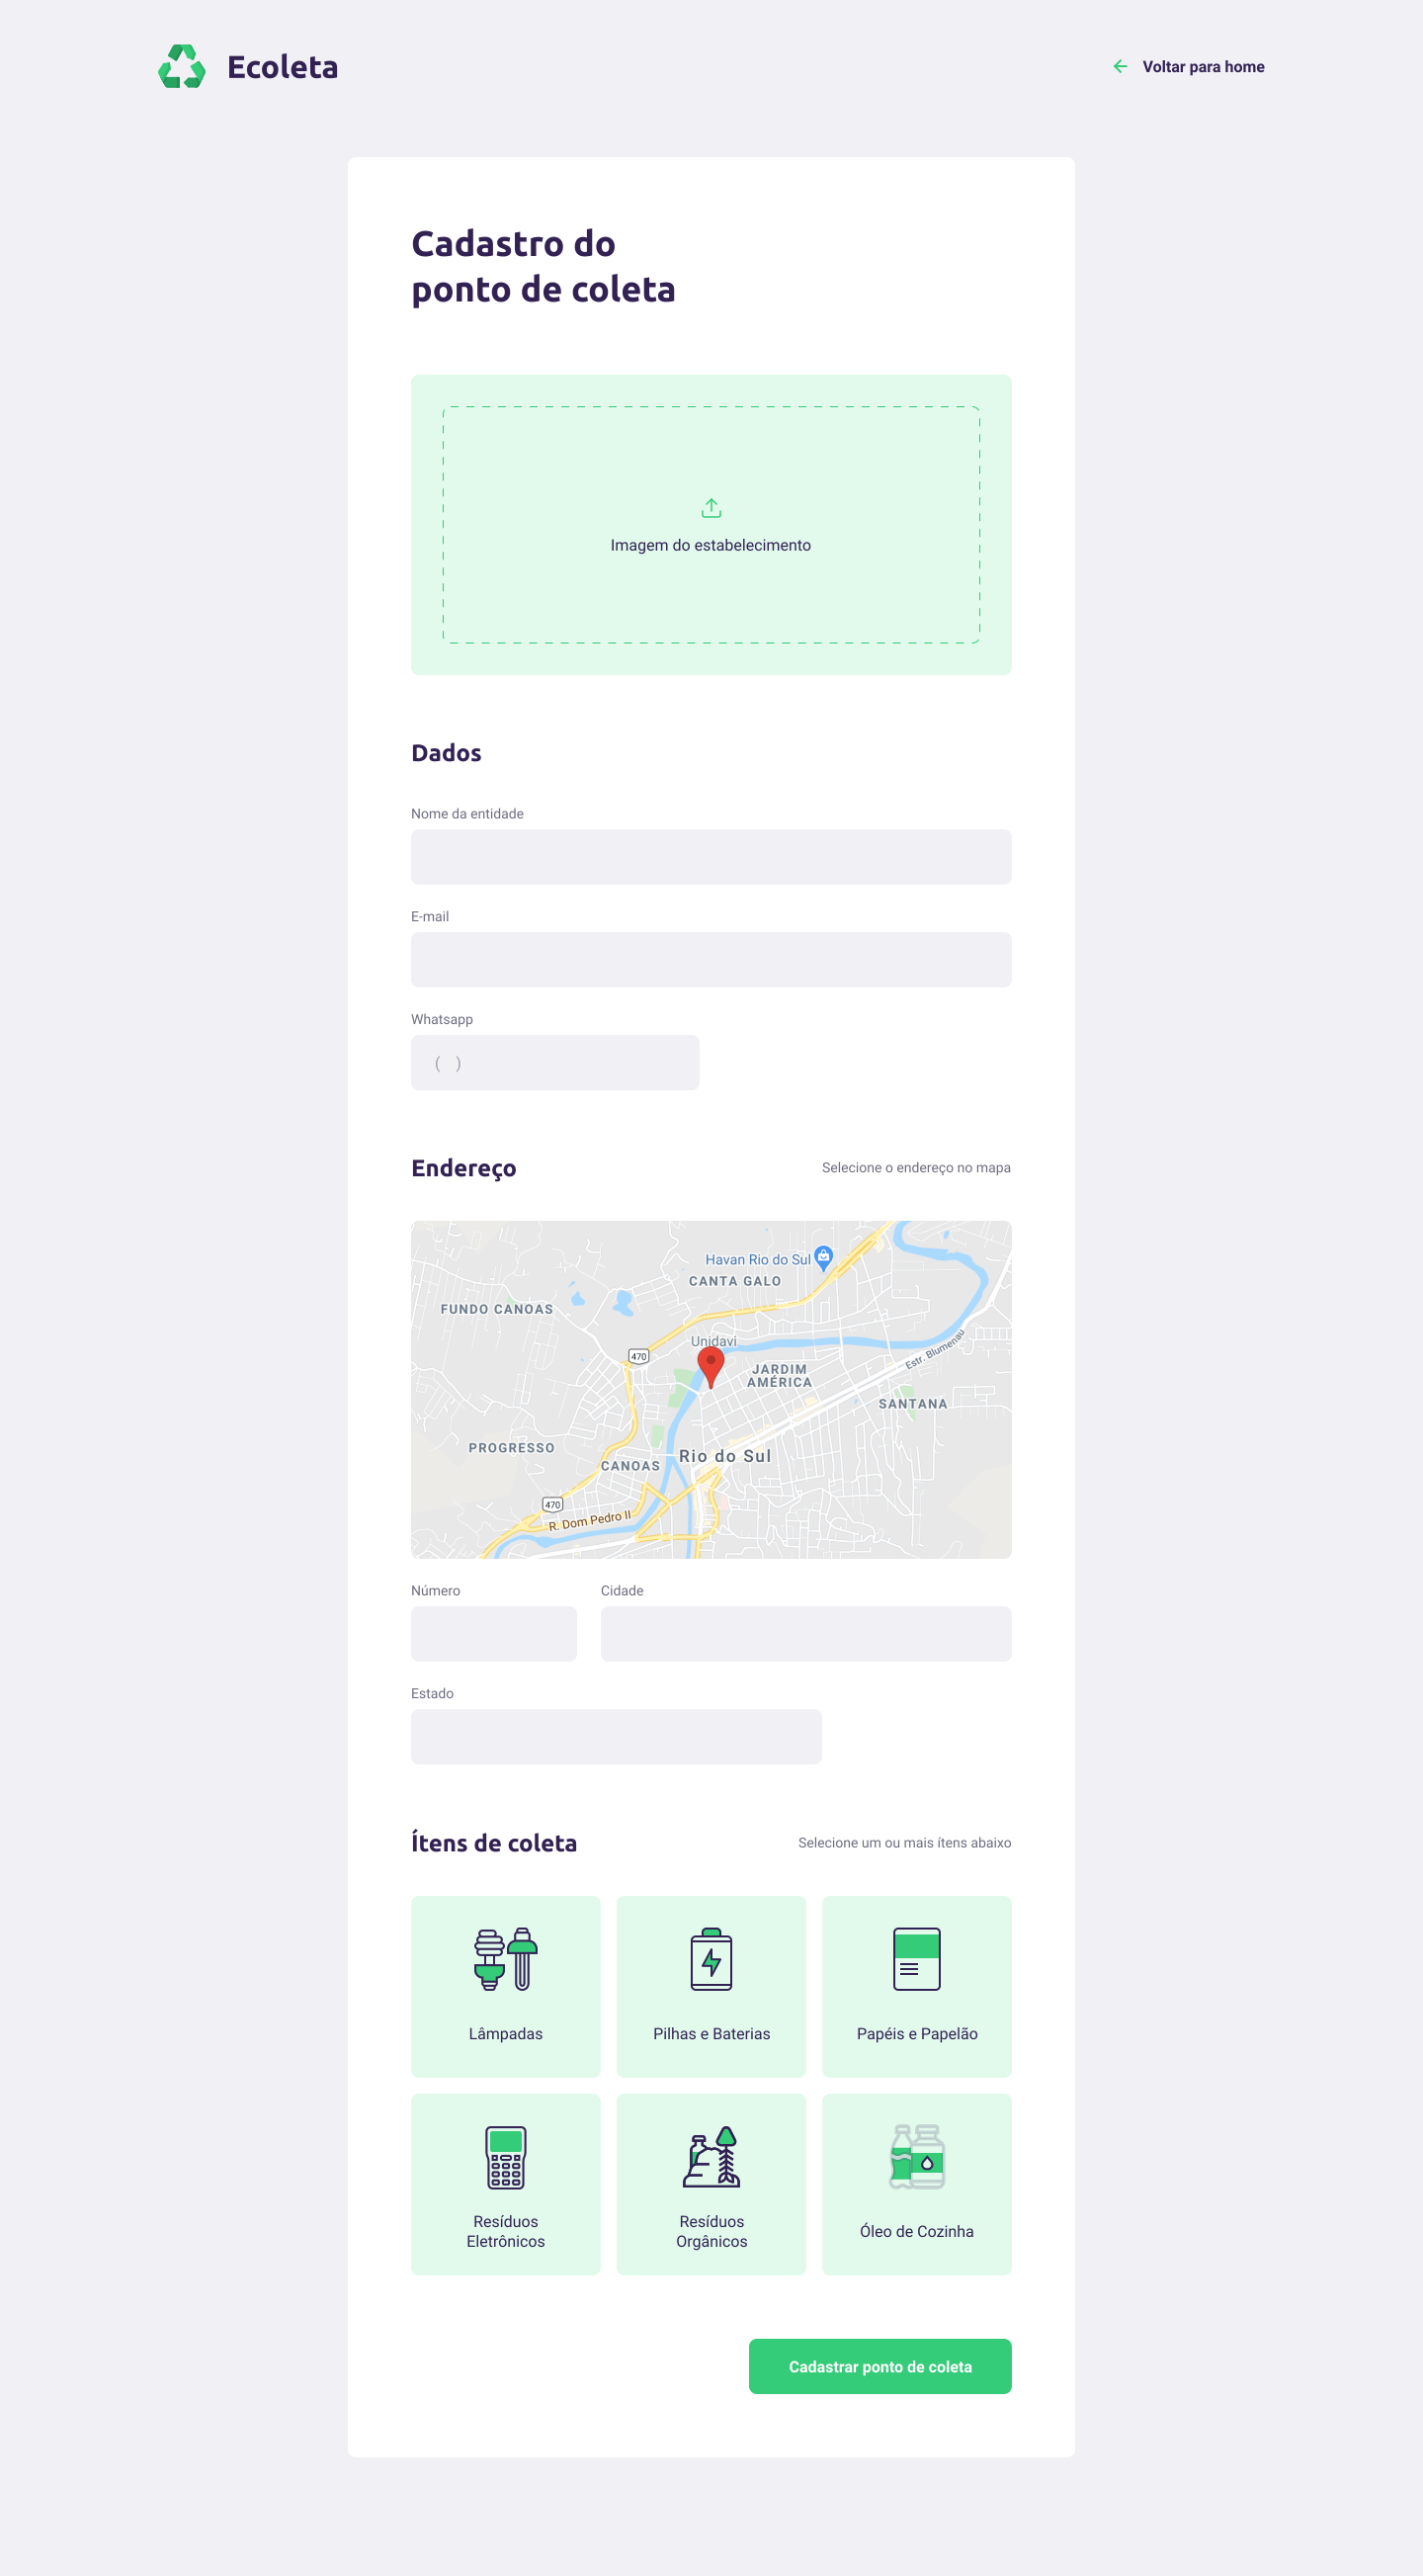 Ecoleta
Voltar para home
Cadastro do
ponto de coleta
Imagem do estabelecimento
Dados
Nome da entidade
E-mail
Whatsapp
( )
Endereço
Selecione o endereço no mapa
Havan Rio do Sul
CANTA GALO
FUNDO CANOAS
Unidavi
470
JARDIM
AMÉRICA
Estr. Blumenau
SANTANA
PROGRESSO
CANOAS
Rio do Sul
470
R. Dom Pedro II
Número
Cidade
Estado
Ítens de coleta
Selecione um ou mais ítens abaixo
Lâmpadas
Pilhas e Baterias
Papéis e Papelão
Resíduos
Eletrônicos
Resíduos
Orgânicos
Óleo de Cozinha
Cadastrar ponto de coleta